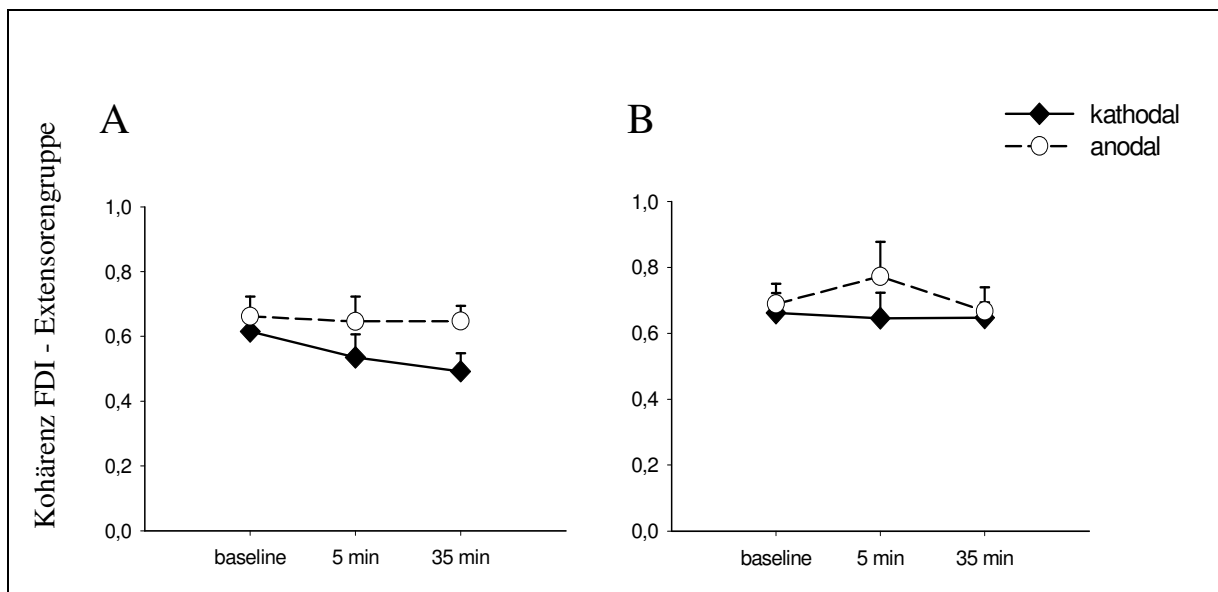 A
B
kathodal
anodal
Kohärenz FDI - Extensorengruppe
1,0
0,8
0,6
0,4
0,2
0,0
baseline 5 min 35 min
1,0
0,8
0,6
0,4
0,2
0,0
baseline 5 min 35 min